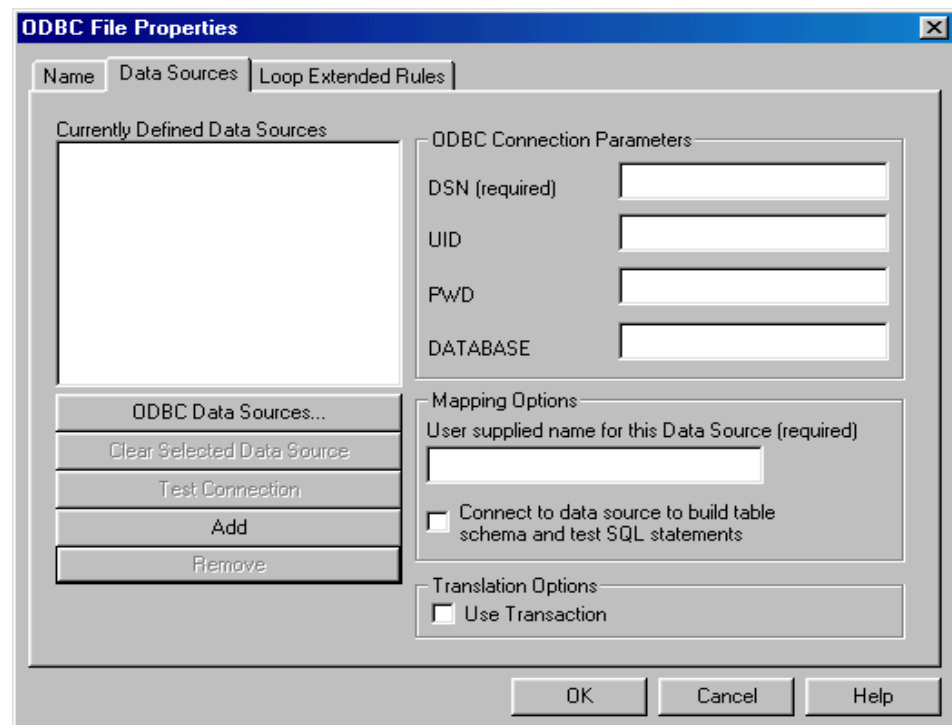 ODBC File Properties
Name
Data Sources
Loop Extended Rules
Currently Defined Data Sources
ODBC Data Sources...
Clear Selected Data Source
Test Connection
Add
Remove
ODBC Connection Parameters
DSN (required)
UID
PWD
DATABASE
Mapping Options
User supplied name for this Data Source (required)
Connect to data source to build table
schema and test SQL statements
Translation Options
Use Transaction
OK
Cancel
Help